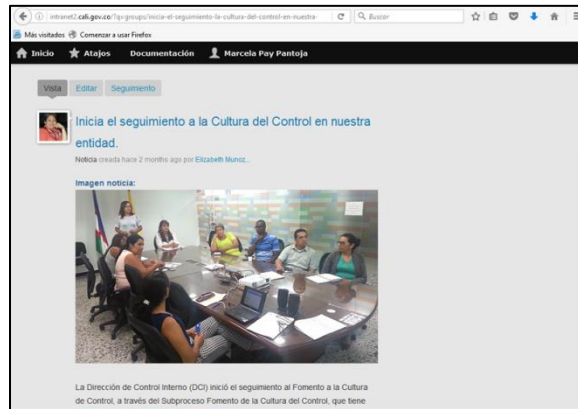 intranet2.cali.gov.co/?q=groups/inicia-el-seguimiento-la-cultura-del-control-en-nuestra-
Buscar
Más visitados Comenzar a usar Firefox
Inicio Atajos Documentación Marcela Pay Pantoja
Vista Editar Seguimiento
Inicia el seguimiento a la Cultura del Control en nuestra
entidad.
Noticia creada hace 2 months ago por Elizabeth Munoz...
Imagen noticia:
La Dirección de Control Interno (DCI) inició el seguimiento al Fomento a la Cultura
de Control, a través del Subproceso Fomento de la Cultura del Control, que tiene